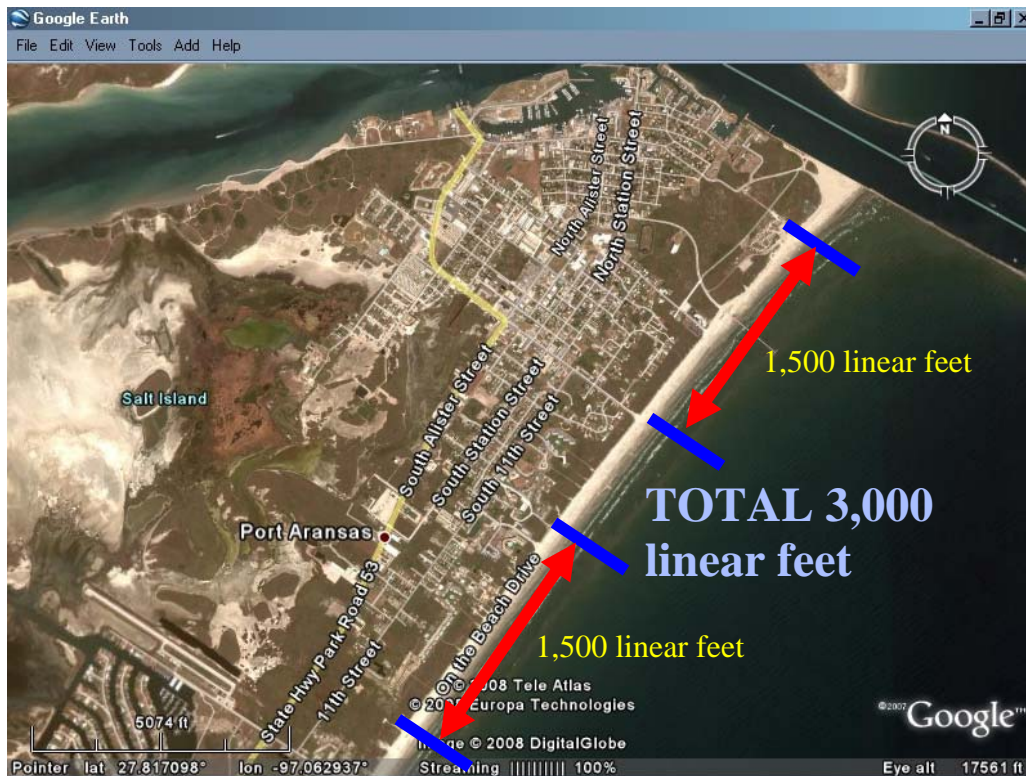 Google Earth
File Edit View Tools Add Help
N
North Alister Street
North Station Street
1,500 linear feet
Salt Island
South Alister Street
South Station Street
South 11th Street
TOTAL 3,000
linear feet
Port Aransas
On the Beach Drive
State Hwy Park Road 53
11th Street
1,500 linear feet
© 2008 Tele Atlas
© 2008 Europa Technologies
Image © 2008 DigitalGlobe
©2007 Google™
5074 ft
Pointer lat 27.817098° lon -97.062937° Streaming |||||||||| 100% Eye alt 17561 ft